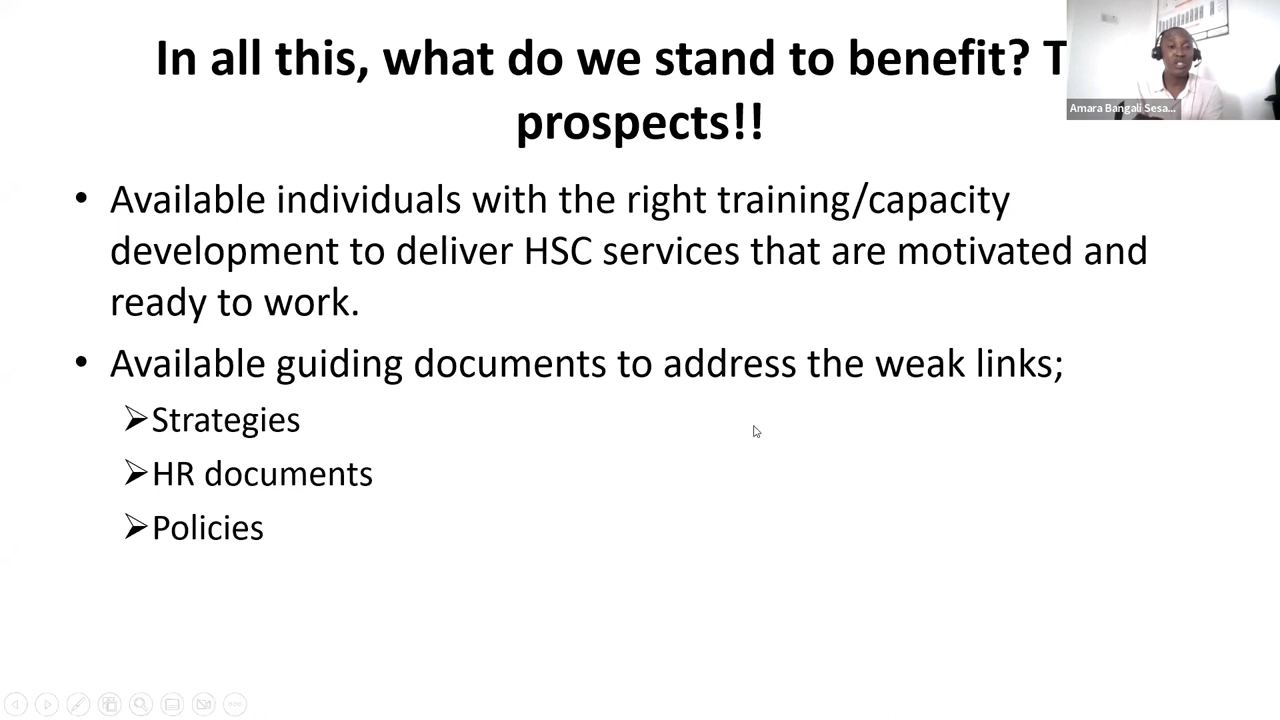 In all this, what do we stand to benefit? T
prospects!!
Amara Bangali Sesa...
• Available individuals with the right training/capacity
development to deliver HSC services that are motivated and
ready to work.
• Available guiding documents to address the weak links;
➢Strategies
➢HR documents
➢Policies